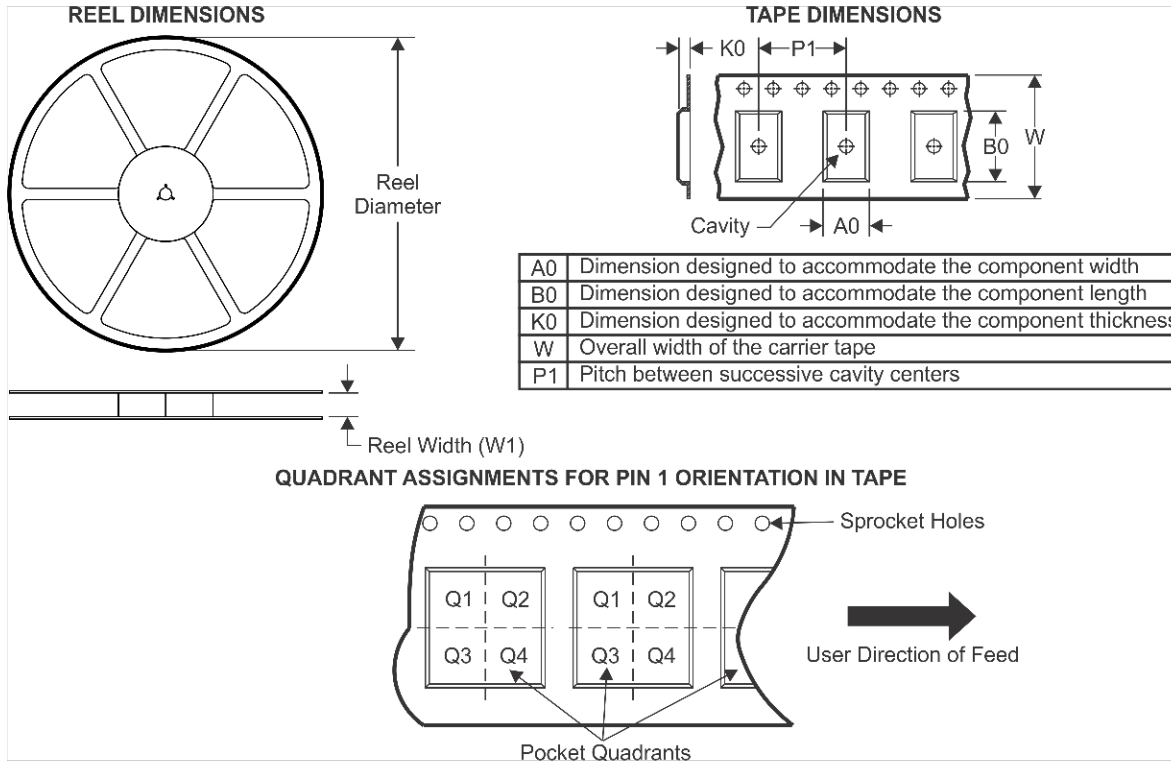 REEL DIMENSIONS
Reel
Diameter
Reel Width (W1)
TAPE DIMENSIONS
K0
P1
B0
W
Cavity
A0
A0 Dimension designed to accommodate the component width
B0 Dimension designed to accommodate the component length
K0 Dimension designed to accommodate the component thickness
W Overall width of the carrier tape
P1 Pitch between successive cavity centers
QUADRANT ASSIGNMENTS FOR PIN 1 ORIENTATION IN TAPE
Sprocket Holes
Q1 Q2 Q1 Q2
Q3 Q4 Q3 Q4
User Direction of Feed
Pocket Quadrants